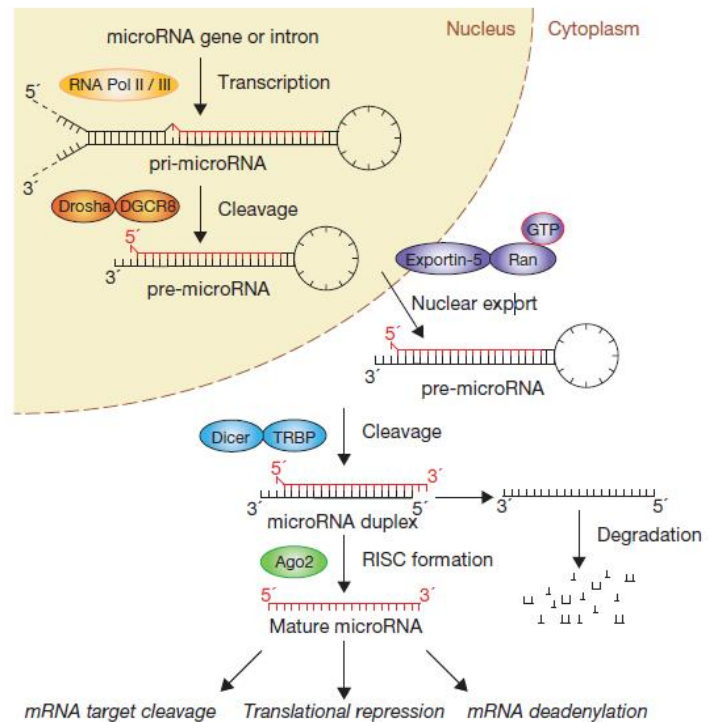 microRNA gene or intron
Nucleus Cytoplasm
RNA Pol II / III
Transcription
5´
pri-microRNA
3´
Drosha DGCR8
Cleavage
5´
3´
pre-microRNA
GTP
Exportin-5 Ran
Nuclear export
5´
3´
pre-microRNA
Dicer TRBP
Cleavage
5´ 3´
3´ 5´
microRNA duplex
3´ 5´
Degradation
Ago2
RISC formation
5´ 3´
Mature microRNA
mRNA target cleavage Translational repression mRNA deadenylation